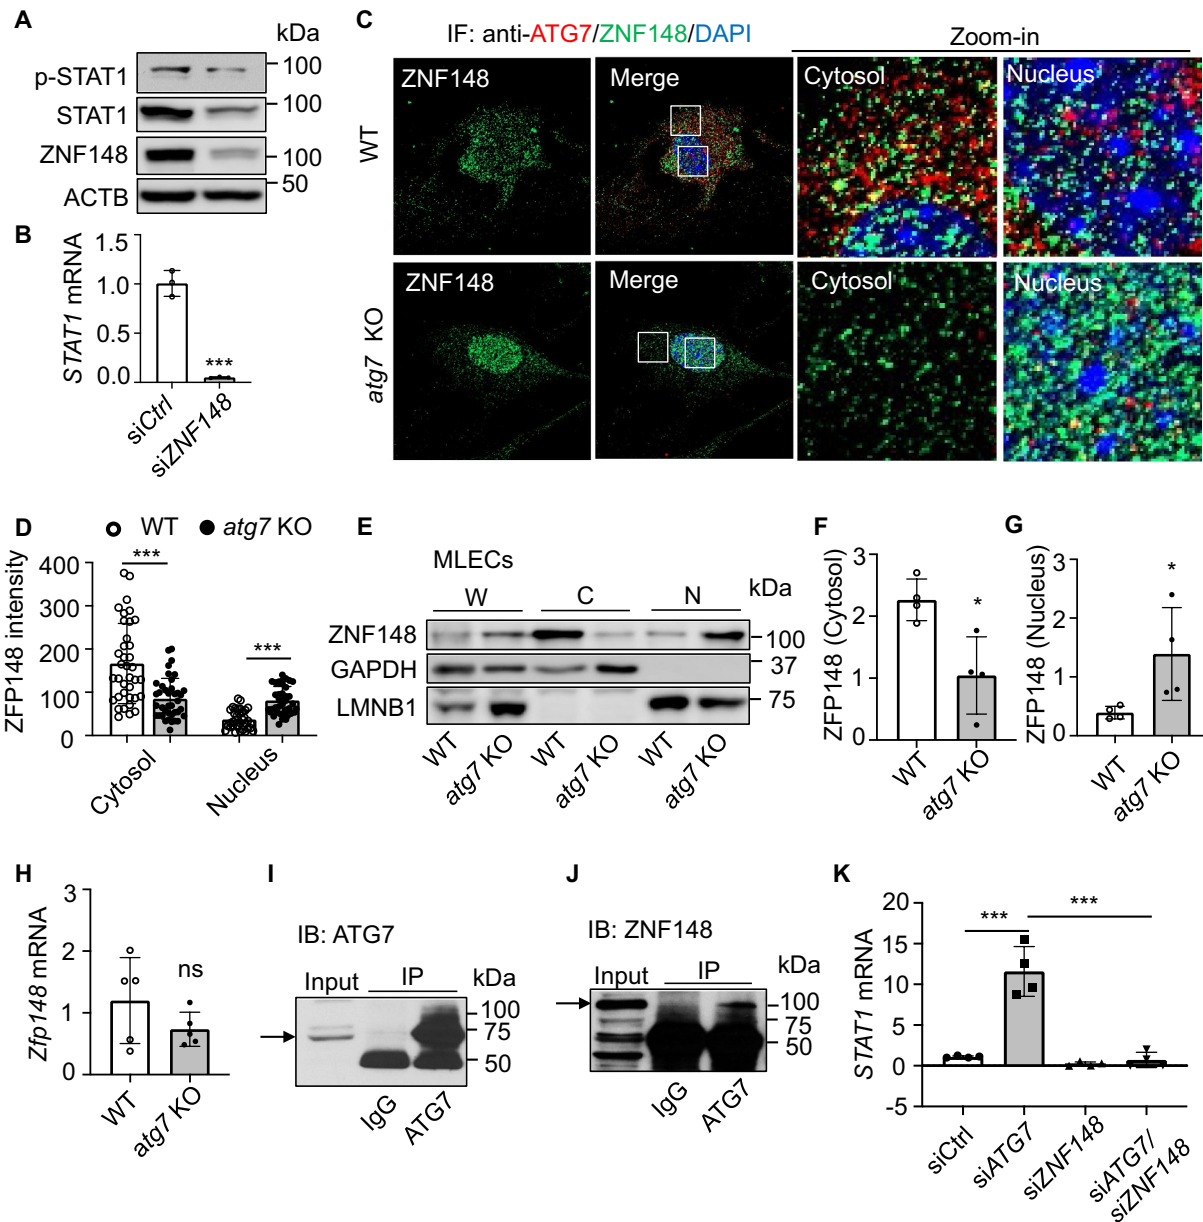 A
kDa
p-STAT1
100
STAT1
100
ZNF148
100
50
ACTB
B
STAT1 mRNA
1.5
1.0
0.5
0.0
***
siCtrl
siZNF148
C
IF: anti-ATG7/ZNF148/DAPI
Zoom-in
WT
ZNF148
Merge
Cytosol
Nucleus
atg7 KO
ZNF148
Merge
Cytosol
Nucleus
D
WT
atg7 KO
ZFP148 intensity
400
300
200
100
0
***
***
Cytosol
Nucleus
E
MLECs
W
C
N
kDa
ZNF148
100
GAPDH
37
LMNB1
75
WT
atg7 KO
WT
atg7 KO
WT
atg7 KO
F
ZFP148 (Cytosol)
3
2
1
0
*
WT
atg7 KO
G
ZFP148 (Nucleus)
3
2
1
0
*
WT
atg7 KO
H
Zfp148 mRNA
3
2
1
0
ns
WT
atg7 KO
I
IB: ATG7
Input
IP
kDa
100
75
50
IgG
ATG7
J
IB: ZNF148
Input
IP
kDa
100
75
50
IgG
ATG7
K
STAT1 mRNA
20
15
10
5
0
-5
***
***
siCtrl
siATG7
siZNF148
siATG7/
siZNF148